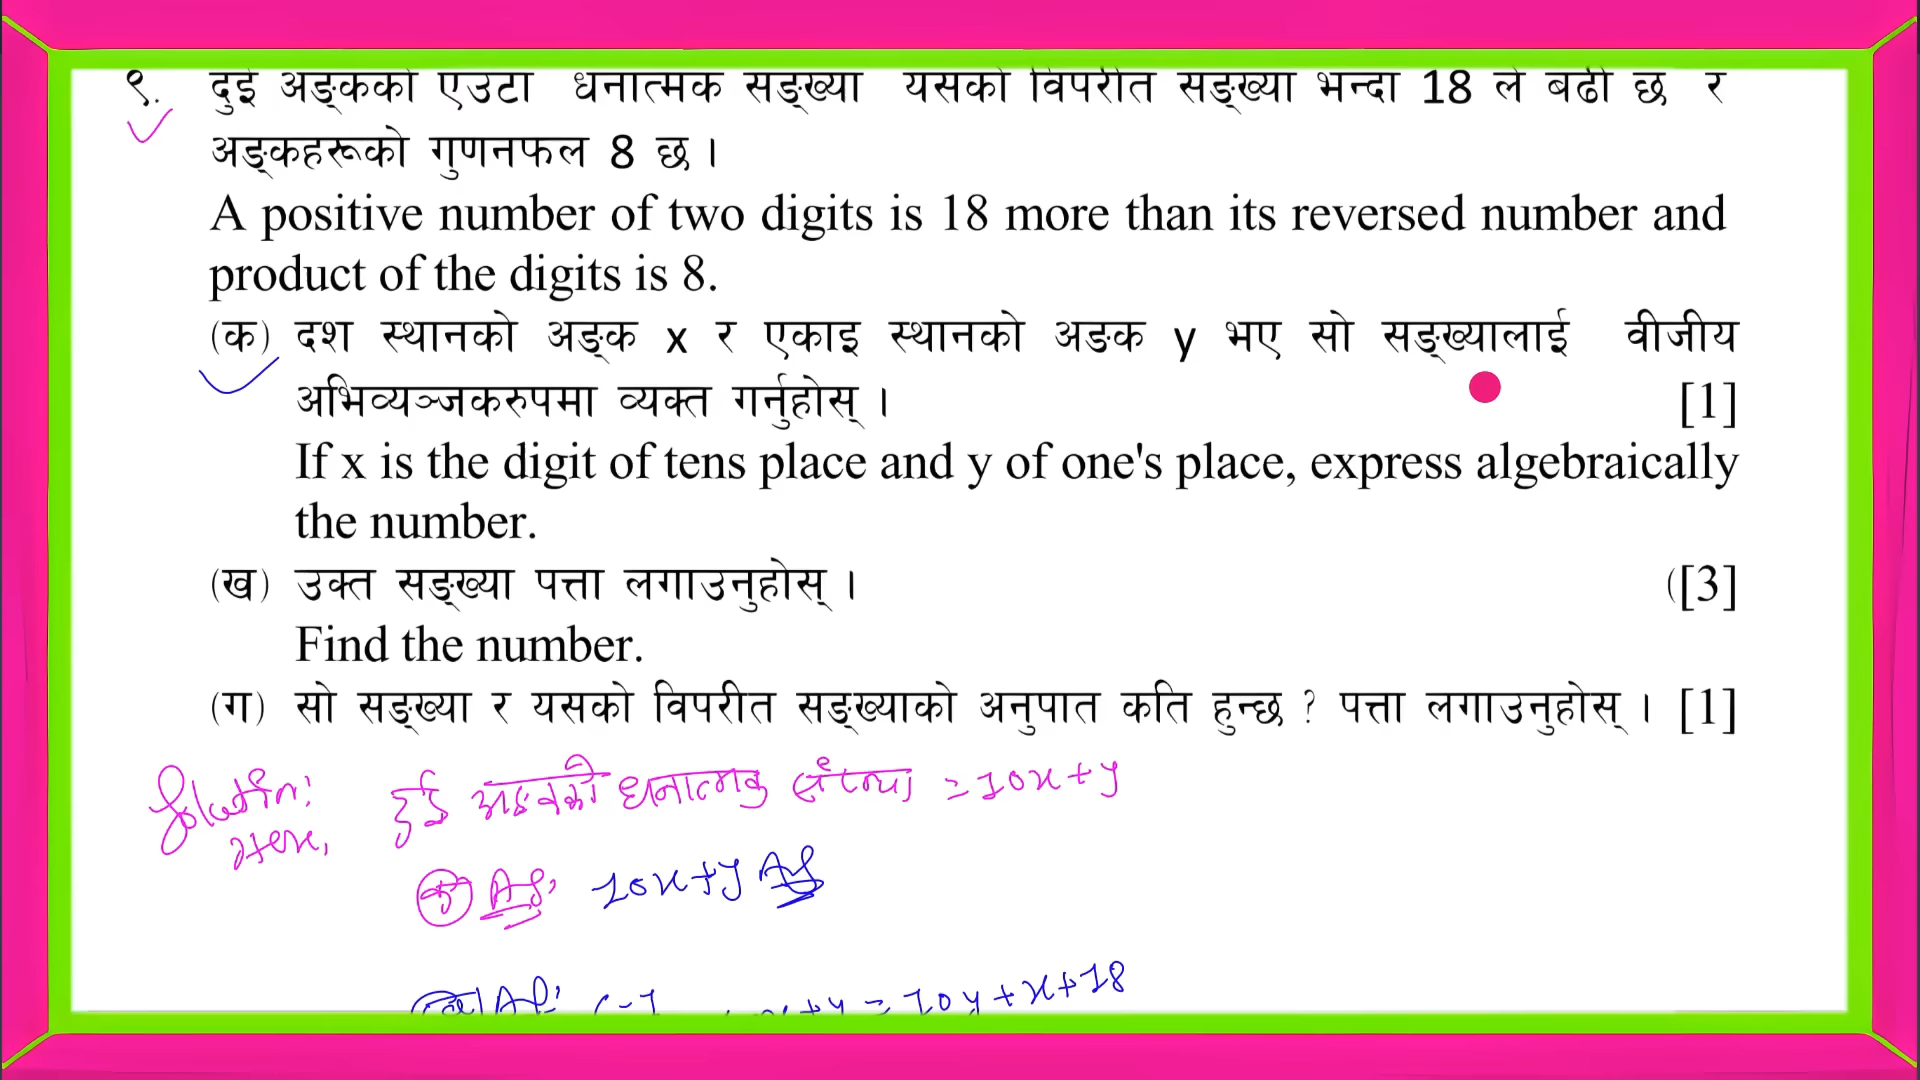 ९. दुई अङ्कको एउटा धनात्मक सङ्ख्या यसको विपरीत सङ्ख्या भन्दा 18 ले बढी छ र
अङ्कहरूको गुणनफल 8 छ ।
A positive number of two digits is 18 more than its reversed number and
product of the digits is 8.
(क) दश स्थानको अङ्क x र एकाइ स्थानको अङक y भए सो सङ्ख्यालाई वीजीय
अभिव्यञ्जकरुपमा व्यक्त गर्नुहोस् । [1]
If x is the digit of tens place and y of one's place, express algebraically
the number.
(ख) उक्त सङ्ख्या पत्ता लगाउनुहोस् । ([3]
Find the number.
(ग) सो सङ्ख्या र यसको विपरीत सङ्ख्याको अनुपात कति हुन्छ ? पत्ता लगाउनुहोस् । [1]
Solution: दुई अङ्कको धनात्मक संख्या = 10x+y
Here,
(क) 10x+y
x+y = 10y+x+18